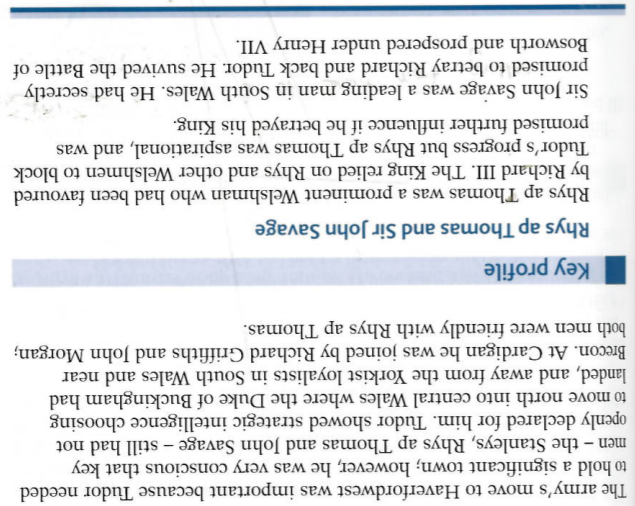 The army's move to Haverfordwest was important because Tudor needed
to hold a significant town; however, he was very conscious that key
men – the Stanleys, Rhys ap Thomas and John Savage – still had not
openly declared for him. Tudor showed strategic intelligence choosing
to move north into central Wales where the Duke of Buckingham had
landed, and away from the Yorkist loyalists in South Wales and near
Brecon. At Cardigan he was joined by Richard Griffiths and John Morgan;
both men were friendly with Rhys ap Thomas.
Key profile
Rhys ap Thomas and Sir John Savage
Rhys ap Thomas was a prominent Welshman who had been favoured
by Richard III. The King relied on Rhys and other Welshmen to block
Tudor's progress but Rhys ap Thomas was aspirational, and was
promised further influence if he betrayed his King.
Sir John Savage was a leading man in South Wales. He had secretly
promised to betray Richard and back Tudor. He suvived the Battle of
Bosworth and prospered under Henry VII.